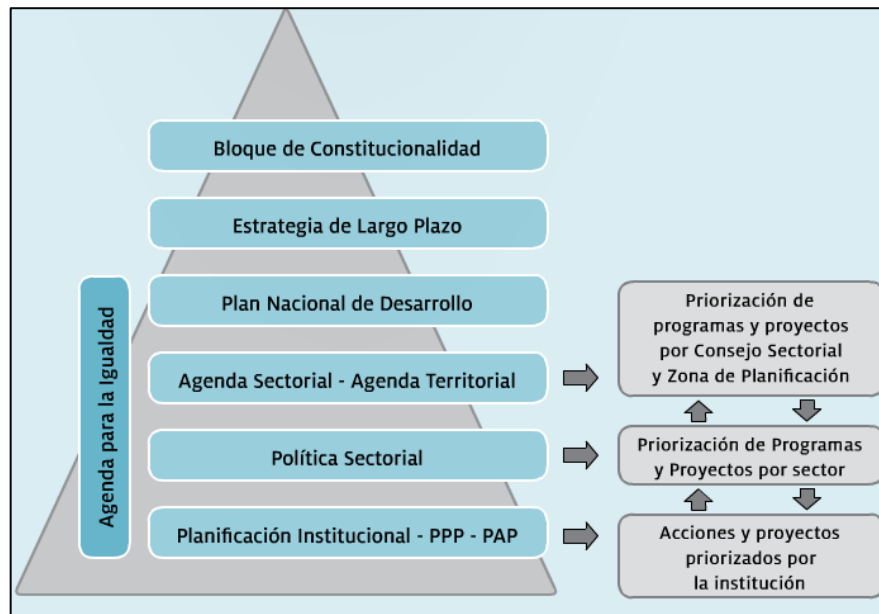 Bloque de Constitucionalidad
Estrategia de Largo Plazo
Plan Nacional de Desarrollo
Agenda Sectorial - Agenda Territorial
Política Sectorial
Planificación Institucional - PPP - PAP
Agenda para la Igualdad
Priorización de
programas y proyectos
por Consejo Sectorial
y Zona de Planificación
Priorización de Programas
y Proyectos por sector
Acciones y proyectos
priorizados por
la institución